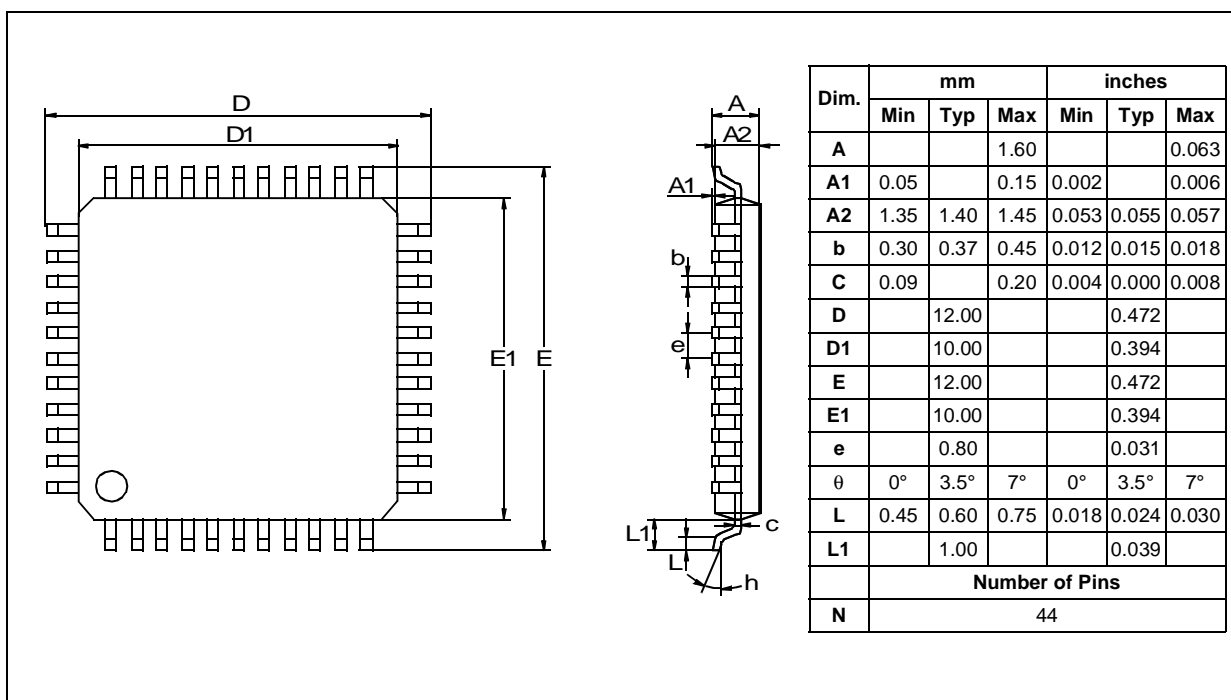 D
D1
A
A2
A1
b
e
E1
E
c
L1
L
h
Dim. mm inches
Min Typ Max Min Typ Max
A 1.60 0.063
A1 0.05 0.15 0.002 0.006
A2 1.35 1.40 1.45 0.053 0.055 0.057
b 0.30 0.37 0.45 0.012 0.015 0.018
C 0.09 0.20 0.004 0.000 0.008
D 12.00 0.472
D1 10.00 0.394
E 12.00 0.472
E1 10.00 0.394
e 0.80 0.031
θ 0° 3.5° 7° 0° 3.5° 7°
L 0.45 0.60 0.75 0.018 0.024 0.030
L1 1.00 0.039
Number of Pins
N 44